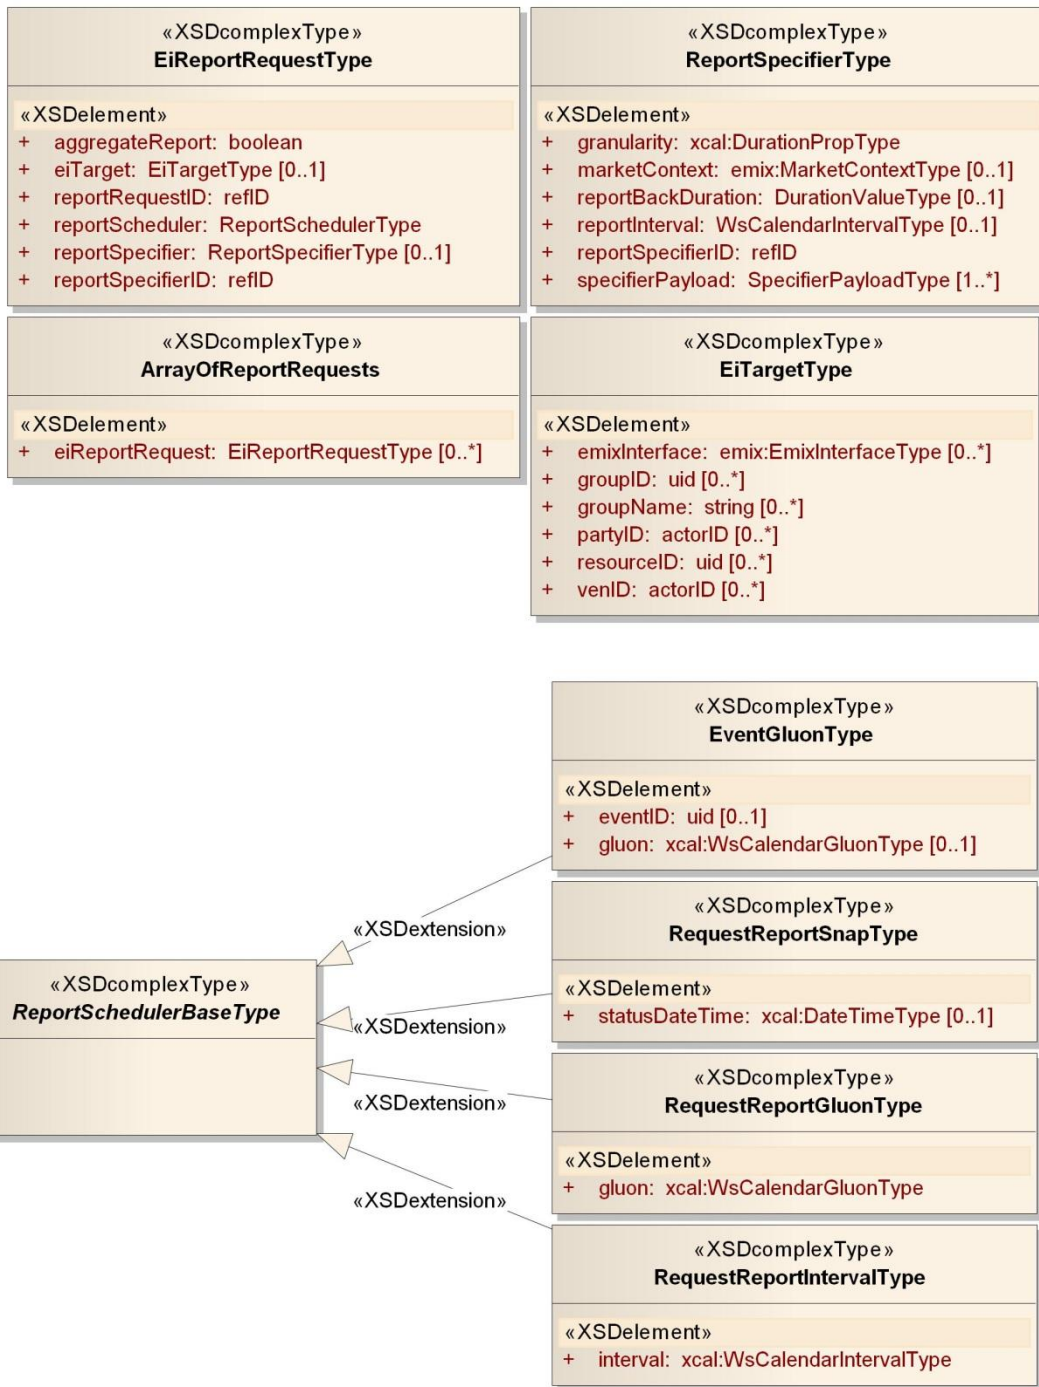 «XSDcomplexType»
EiReportRequestType
«XSDelement»
+ aggregateReport: boolean
+ eiTarget: EiTargetType [0..1]
+ reportRequestID: refID
+ reportScheduler: ReportSchedulerType
+ reportSpecifier: ReportSpecifierType [0..1]
+ reportSpecifierID: refID
«XSDcomplexType»
ReportSpecifierType
«XSDelement»
+ granularity: xcal:DurationPropType
+ marketContext: emix:MarketContextType [0..1]
+ reportBackDuration: DurationValueType [0..1]
+ reportInterval: WsCalendarIntervalType [0..1]
+ reportSpecifierID: refID
+ specifierPayload: SpecifierPayloadType [1..*]
«XSDcomplexType»
ArrayOfReportRequests
«XSDelement»
+ eiReportRequest: EiReportRequestType [0..*]
«XSDcomplexType»
EiTargetType
«XSDelement»
+ emixInterface: emix:EmixInterfaceType [0..*]
+ groupID: uid [0..*]
+ groupName: string [0..*]
+ partyID: actorID [0..*]
+ resourceID: uid [0..*]
+ venID: actorID [0..*]
«XSDcomplexType»
EventGluonType
«XSDelement»
+ eventID: uid [0..1]
+ gluon: xcal:WsCalendarGluonType [0..1]
«XSDextension»
«XSDcomplexType»
RequestReportSnapType
«XSDelement»
+ statusDateTime: xcal:DateTimeType [0..1]
«XSDcomplexType»
ReportSchedulerBaseType
«XSDextension»
«XSDcomplexType»
RequestReportGluonType
«XSDelement»
+ gluon: xcal:WsCalendarGluonType
«XSDextension»
«XSDextension»
«XSDcomplexType»
RequestReportIntervalType
«XSDelement»
+ interval: xcal:WsCalendarIntervalType